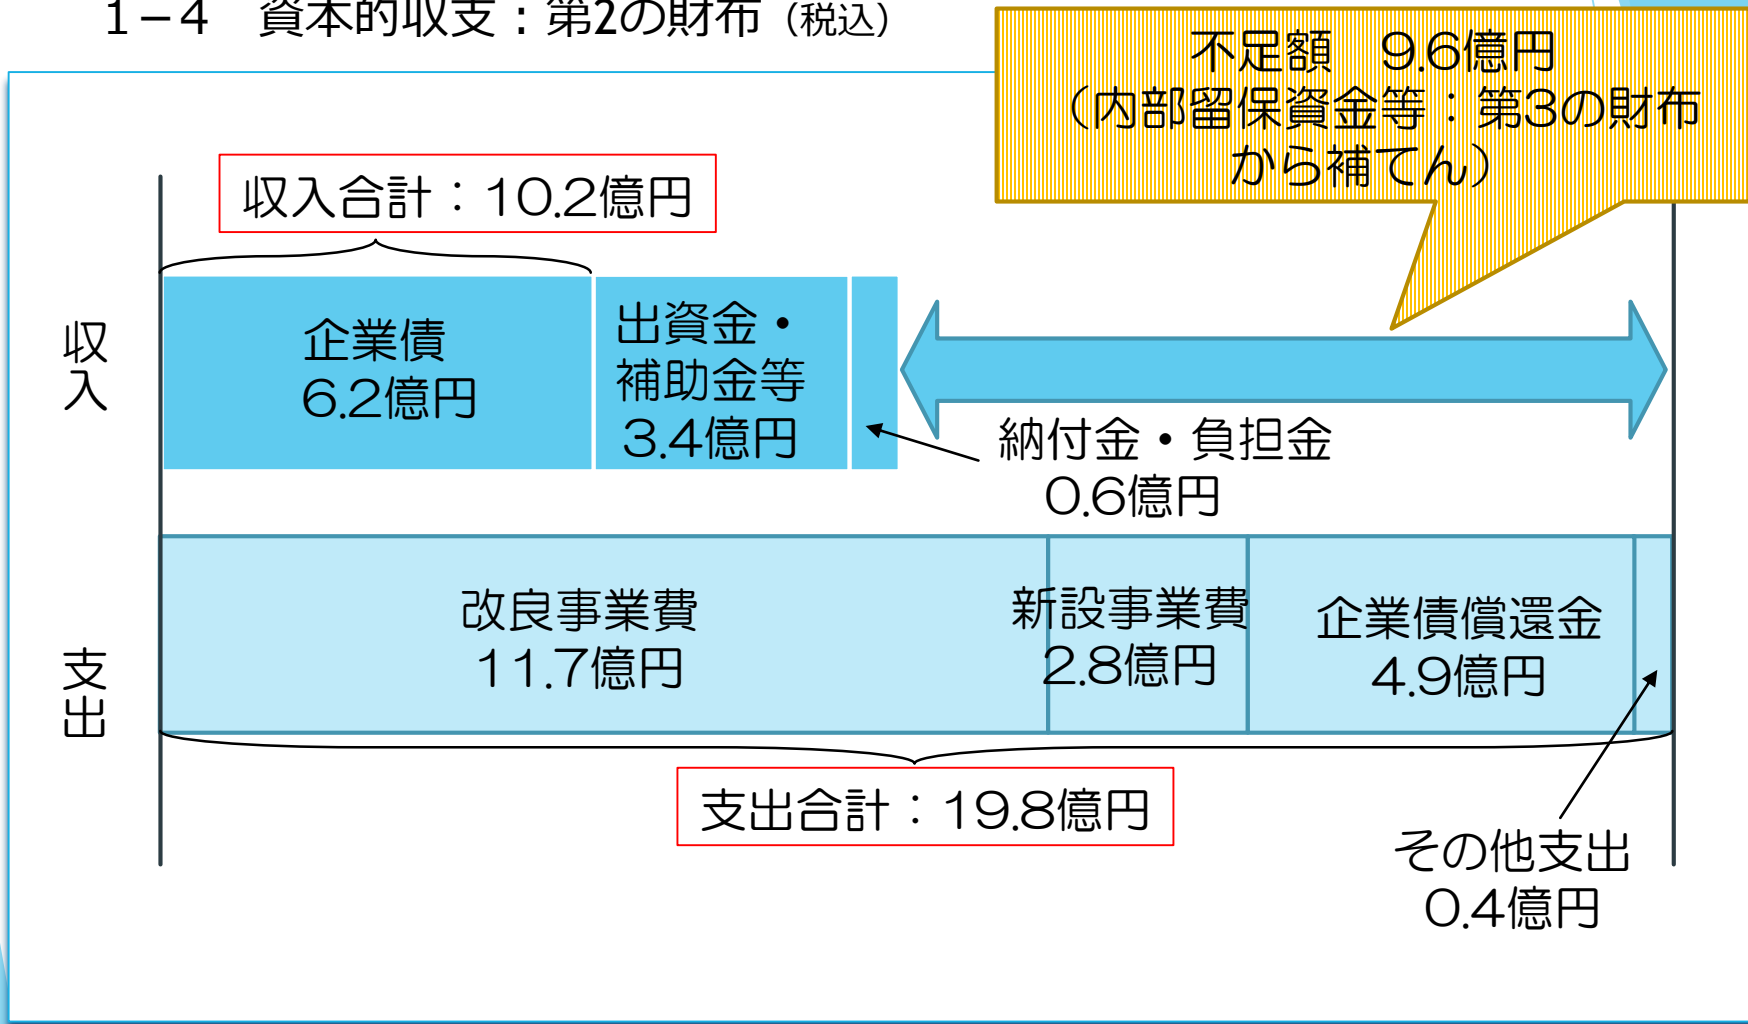 1－4　資本的収支：第2の財布（税込）
不足額　9.6億円
（内部留保資金等：第3の財布
から補てん）
収入合計：10.2億円
収入
企業債
6.2億円
出資金・
補助金等
3.4億円
納付金・負担金
0.6億円
支出
改良事業費
11.7億円
新設事業費
2.8億円
企業債償還金
4.9億円
支出合計：19.8億円
その他支出
0.4億円